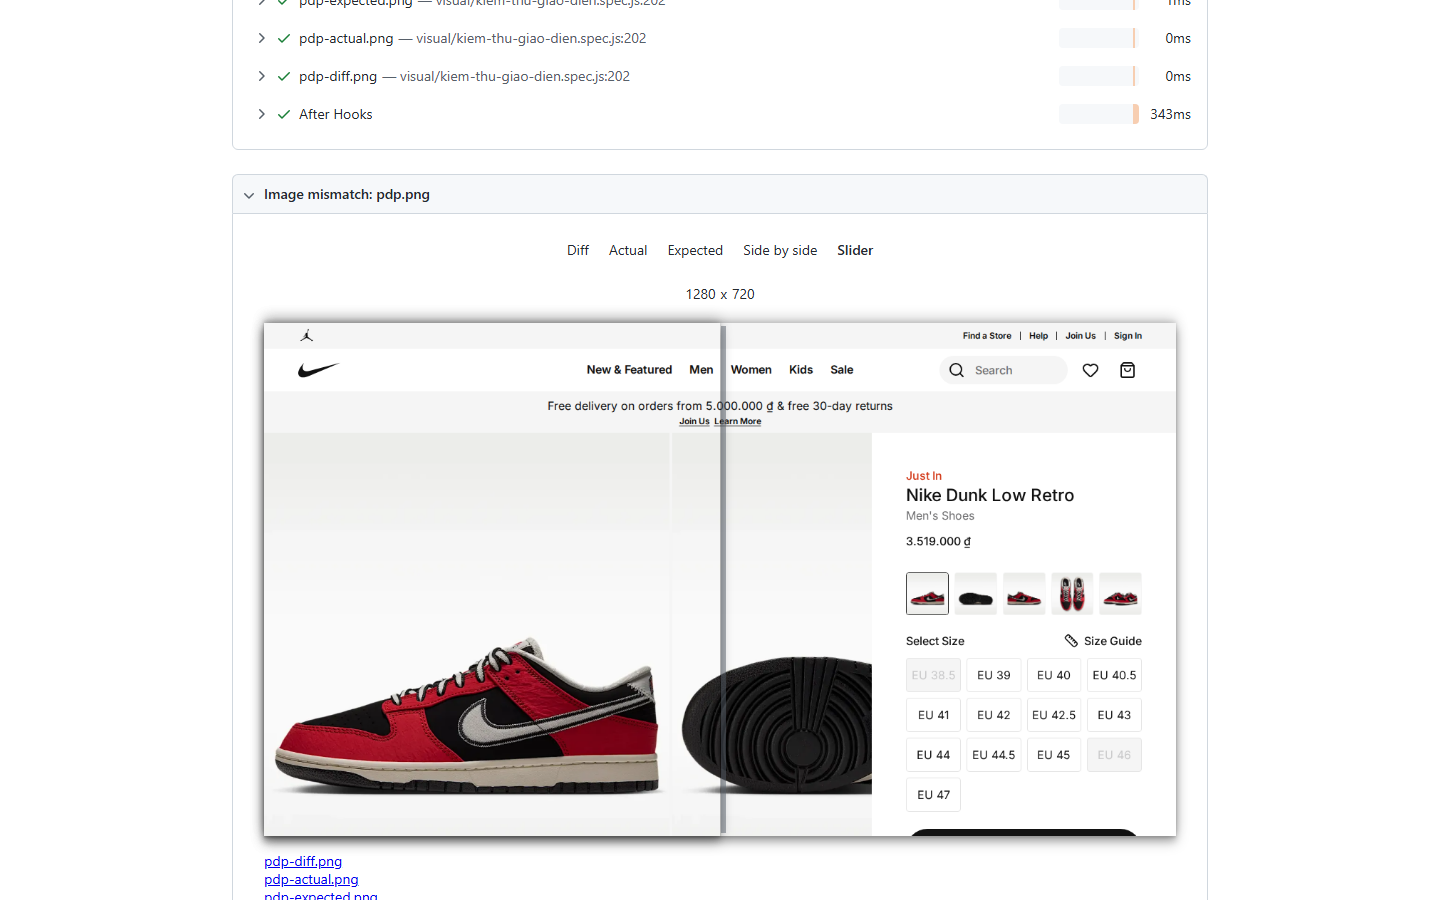 pdp-expected.png — visual/kiem-thu-giao-dien.spec.js:202 1ms
pdp-actual.png — visual/kiem-thu-giao-dien.spec.js:202 0ms
pdp-diff.png — visual/kiem-thu-giao-dien.spec.js:202 0ms
After Hooks 343ms
Image mismatch: pdp.png
Diff Actual Expected Side by side Slider
1280 x 720
Find a Store | Help | Join Us | Sign In
New & Featured Men Women Kids Sale Search
Free delivery on orders from 5.000.000 ₫ & free 30-day returns
Join Us Learn More
Just In
Nike Dunk Low Retro
Men's Shoes
3.519.000 ₫
Select Size Size Guide
EU 38.5 EU 39 EU 40 EU 40.5
EU 41 EU 42 EU 42.5 EU 43
EU 44 EU 44.5 EU 45 EU 46
EU 47
pdp-diff.png
pdp-actual.png
pdp-expected.png